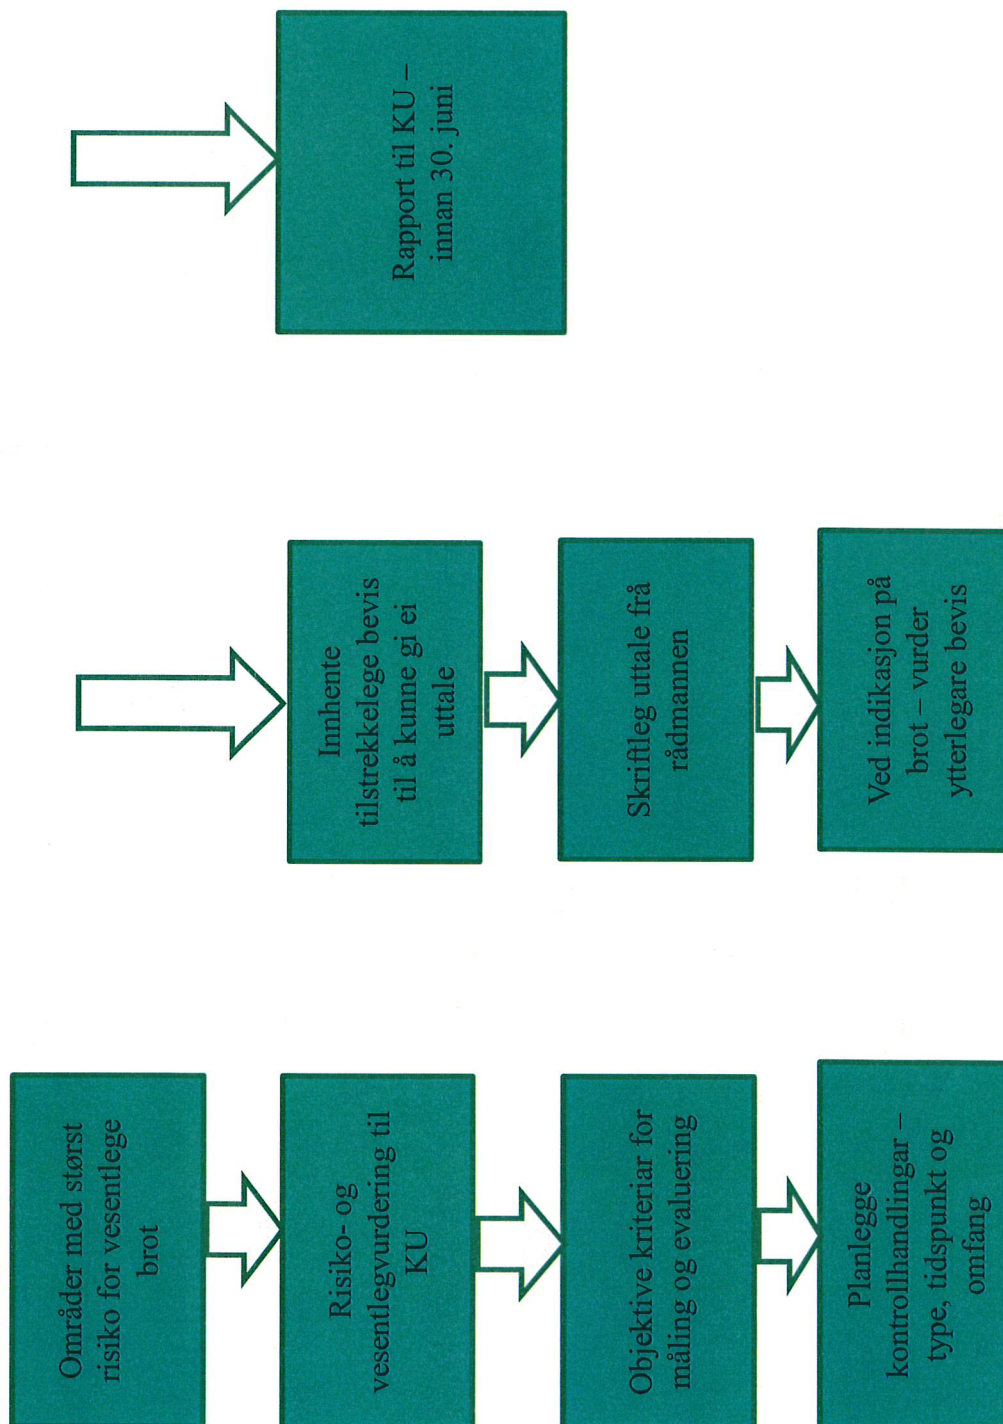 Områder med størst
risiko for vesentlege
brot
Risiko- og
vesentlegvurdering til
KU
Objektive kriteriar for
måling og evaluering
Planlegge
kontrollhandlingar –
type, tidspunkt og
omfang
Innhente
tilstrekkelege bevis
til å kunne gi ei
uttale
Skriftleg uttale frå
rådmannen
Ved indikasjon på
brot – vurder
ytterlegare bevis
Rapport til KU –
innan 30. juni